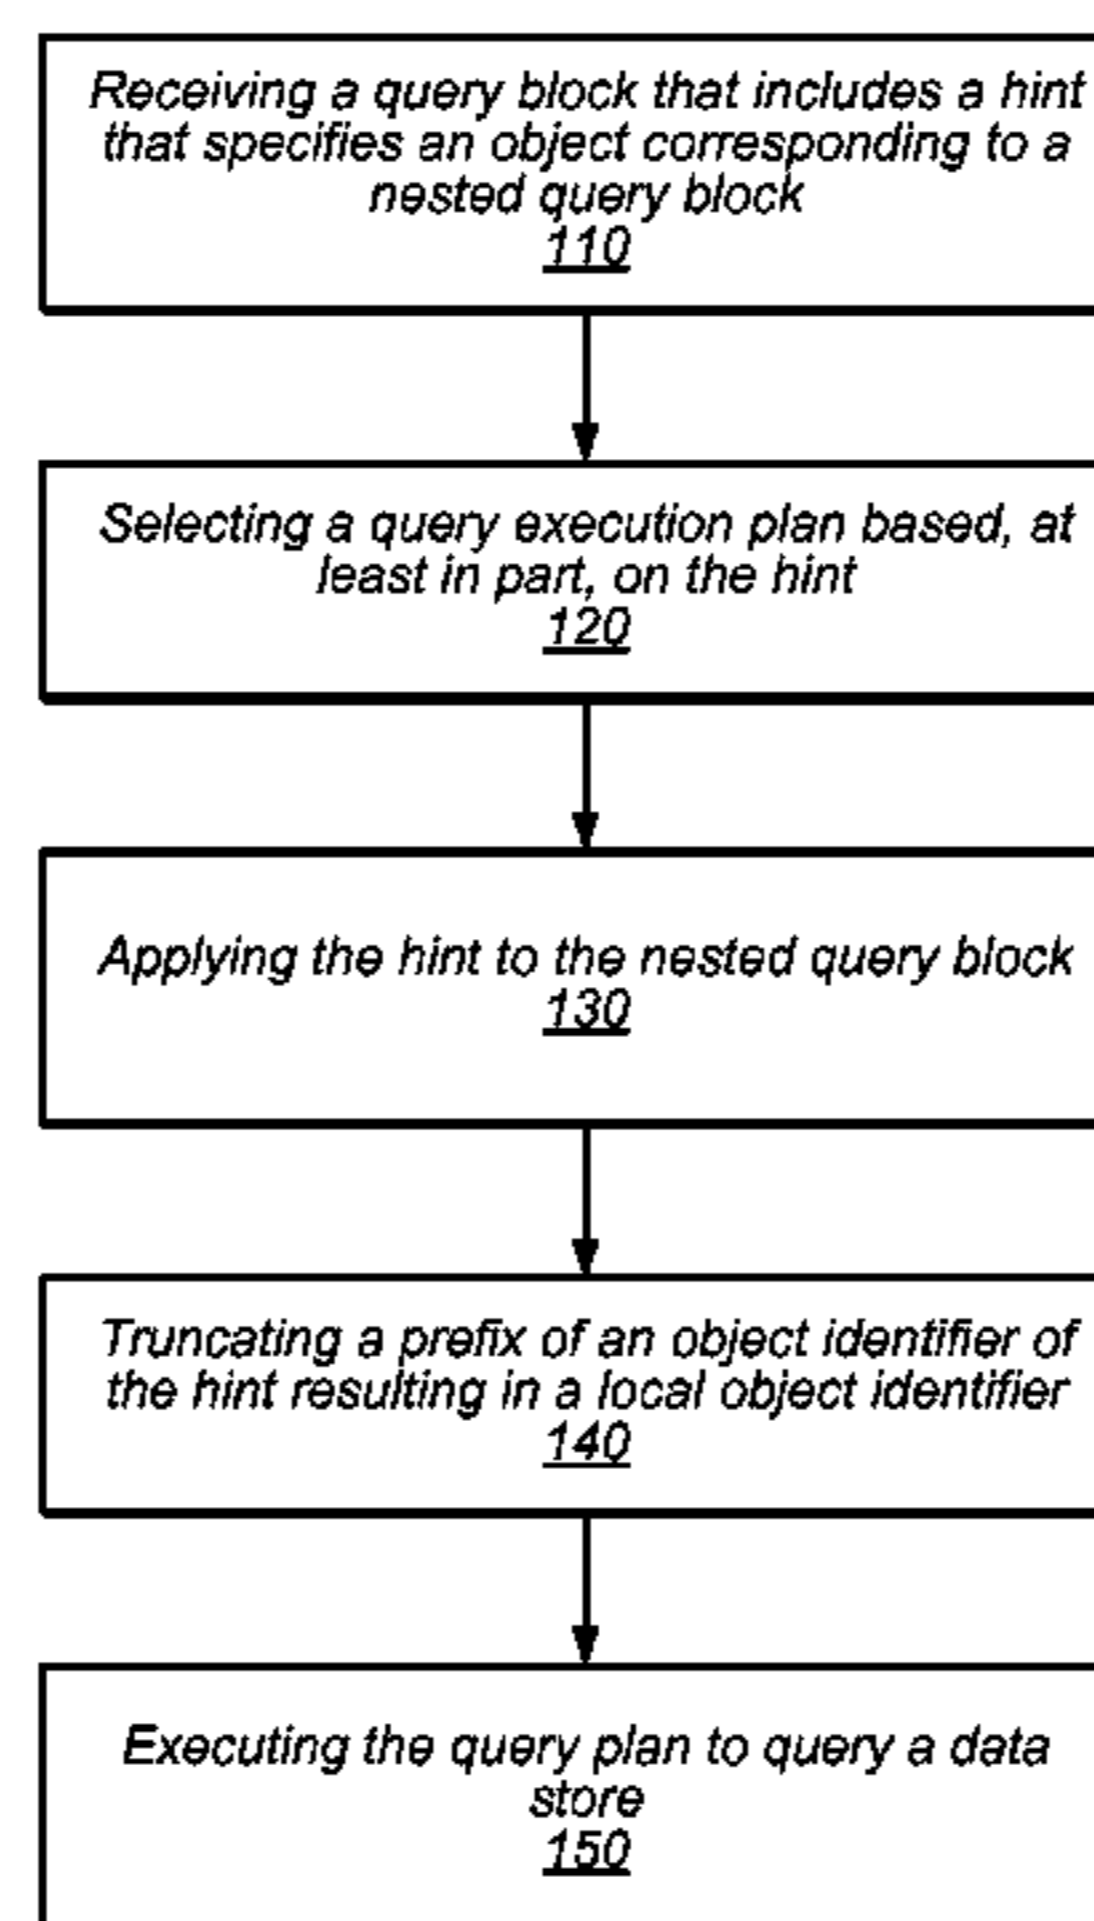 Receiving a query block that includes a hint
that specifies an object corresponding to a
nested query block
110
Selecting a query execution plan based, at
least in part, on the hint
120
Applying the hint to the nested query block
130
Truncating a prefix of an object identifier of
the hint resulting in a local object identifier
140
Executing the query plan to query a data
store
150